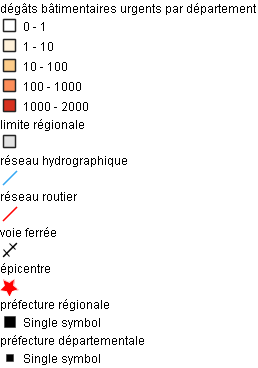 dégâts bâtimentaires urgents par département
0 - 1
1 - 10
10 - 100
100 - 1000
1000 - 2000
limite régionale
réseau hydrographique
réseau routier
voie ferrée
épicentre
préfecture régionale
Single symbol
préfecture départementale
Single symbol